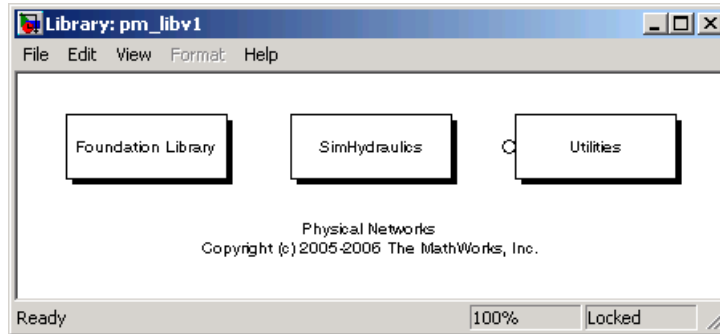 Library: pm_libv1
File Edit View Format Help
Foundation Library SimHydraulics Utilities
Physical Networks
Copyright (c) 2005-2006 The MathWorks, Inc.
Ready 100% Locked